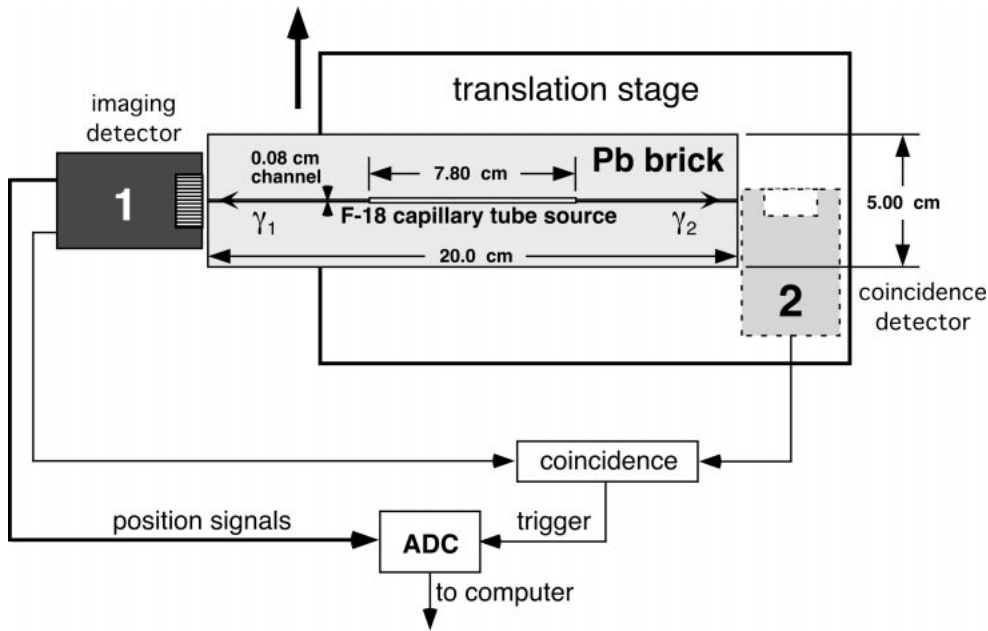 translation stage
imaging
detector
1
0.08 cm
channel
7.80 cm
Pb brick
F-18 capillary tube source
γ1
γ2
20.0 cm
5.00 cm
2
coincidence
detector
coincidence
position signals
trigger
ADC
to computer